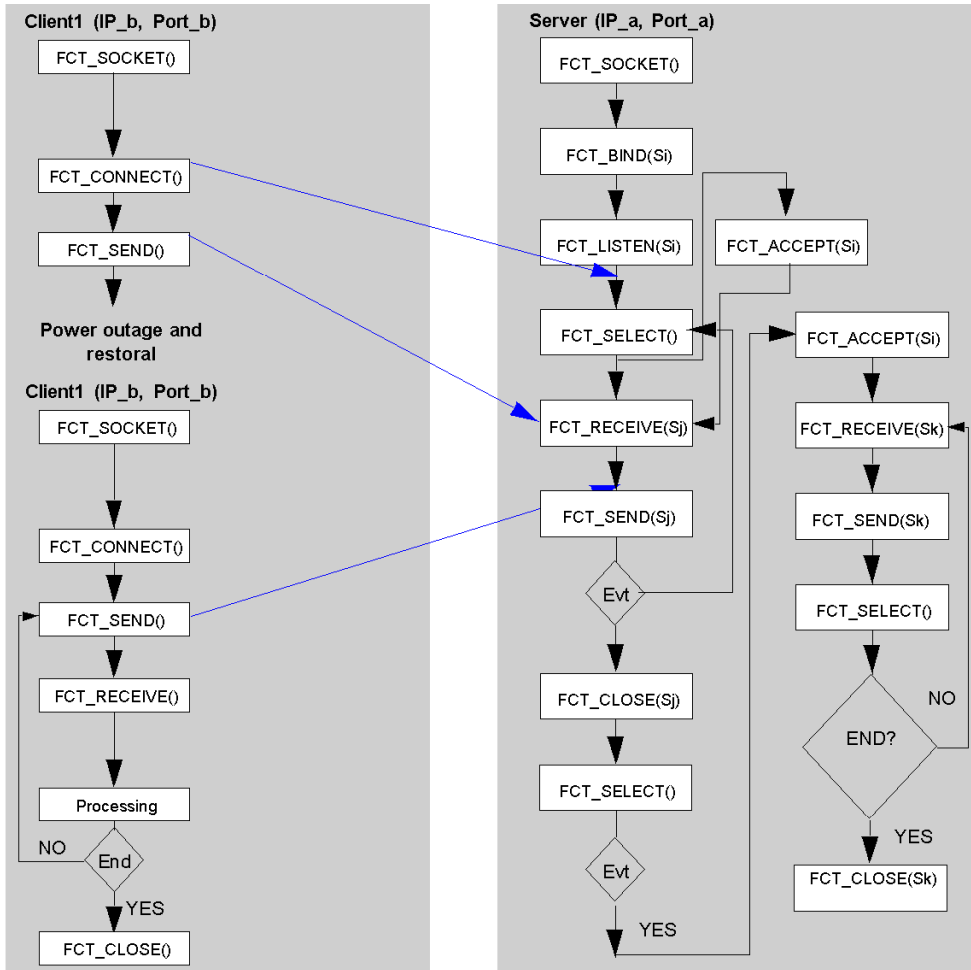 Client1 (IP_b, Port_b)
FCT_SOCKET()
FCT_CONNECT()
FCT_SEND()
Power outage and
restoral
Client1 (IP_b, Port_b)
FCT_SOCKET()
FCT_CONNECT()
FCT_SEND()
FCT_RECEIVE()
Processing
NO
End
YES
FCT_CLOSE()
Server (IP_a, Port_a)
FCT_SOCKET()
FCT_BIND(Si)
FCT_LISTEN(Si)
FCT_ACCEPT(Si)
FCT_SELECT()
FCT_RECEIVE(Sj)
FCT_SEND(Sj)
Evt
FCT_CLOSE(Sj)
FCT_SELECT()
Evt
YES
FCT_ACCEPT(Si)
FCT_RECEIVE(Sk)
FCT_SEND(Sk)
FCT_SELECT()
NO
END?
YES
FCT_CLOSE(Sk)